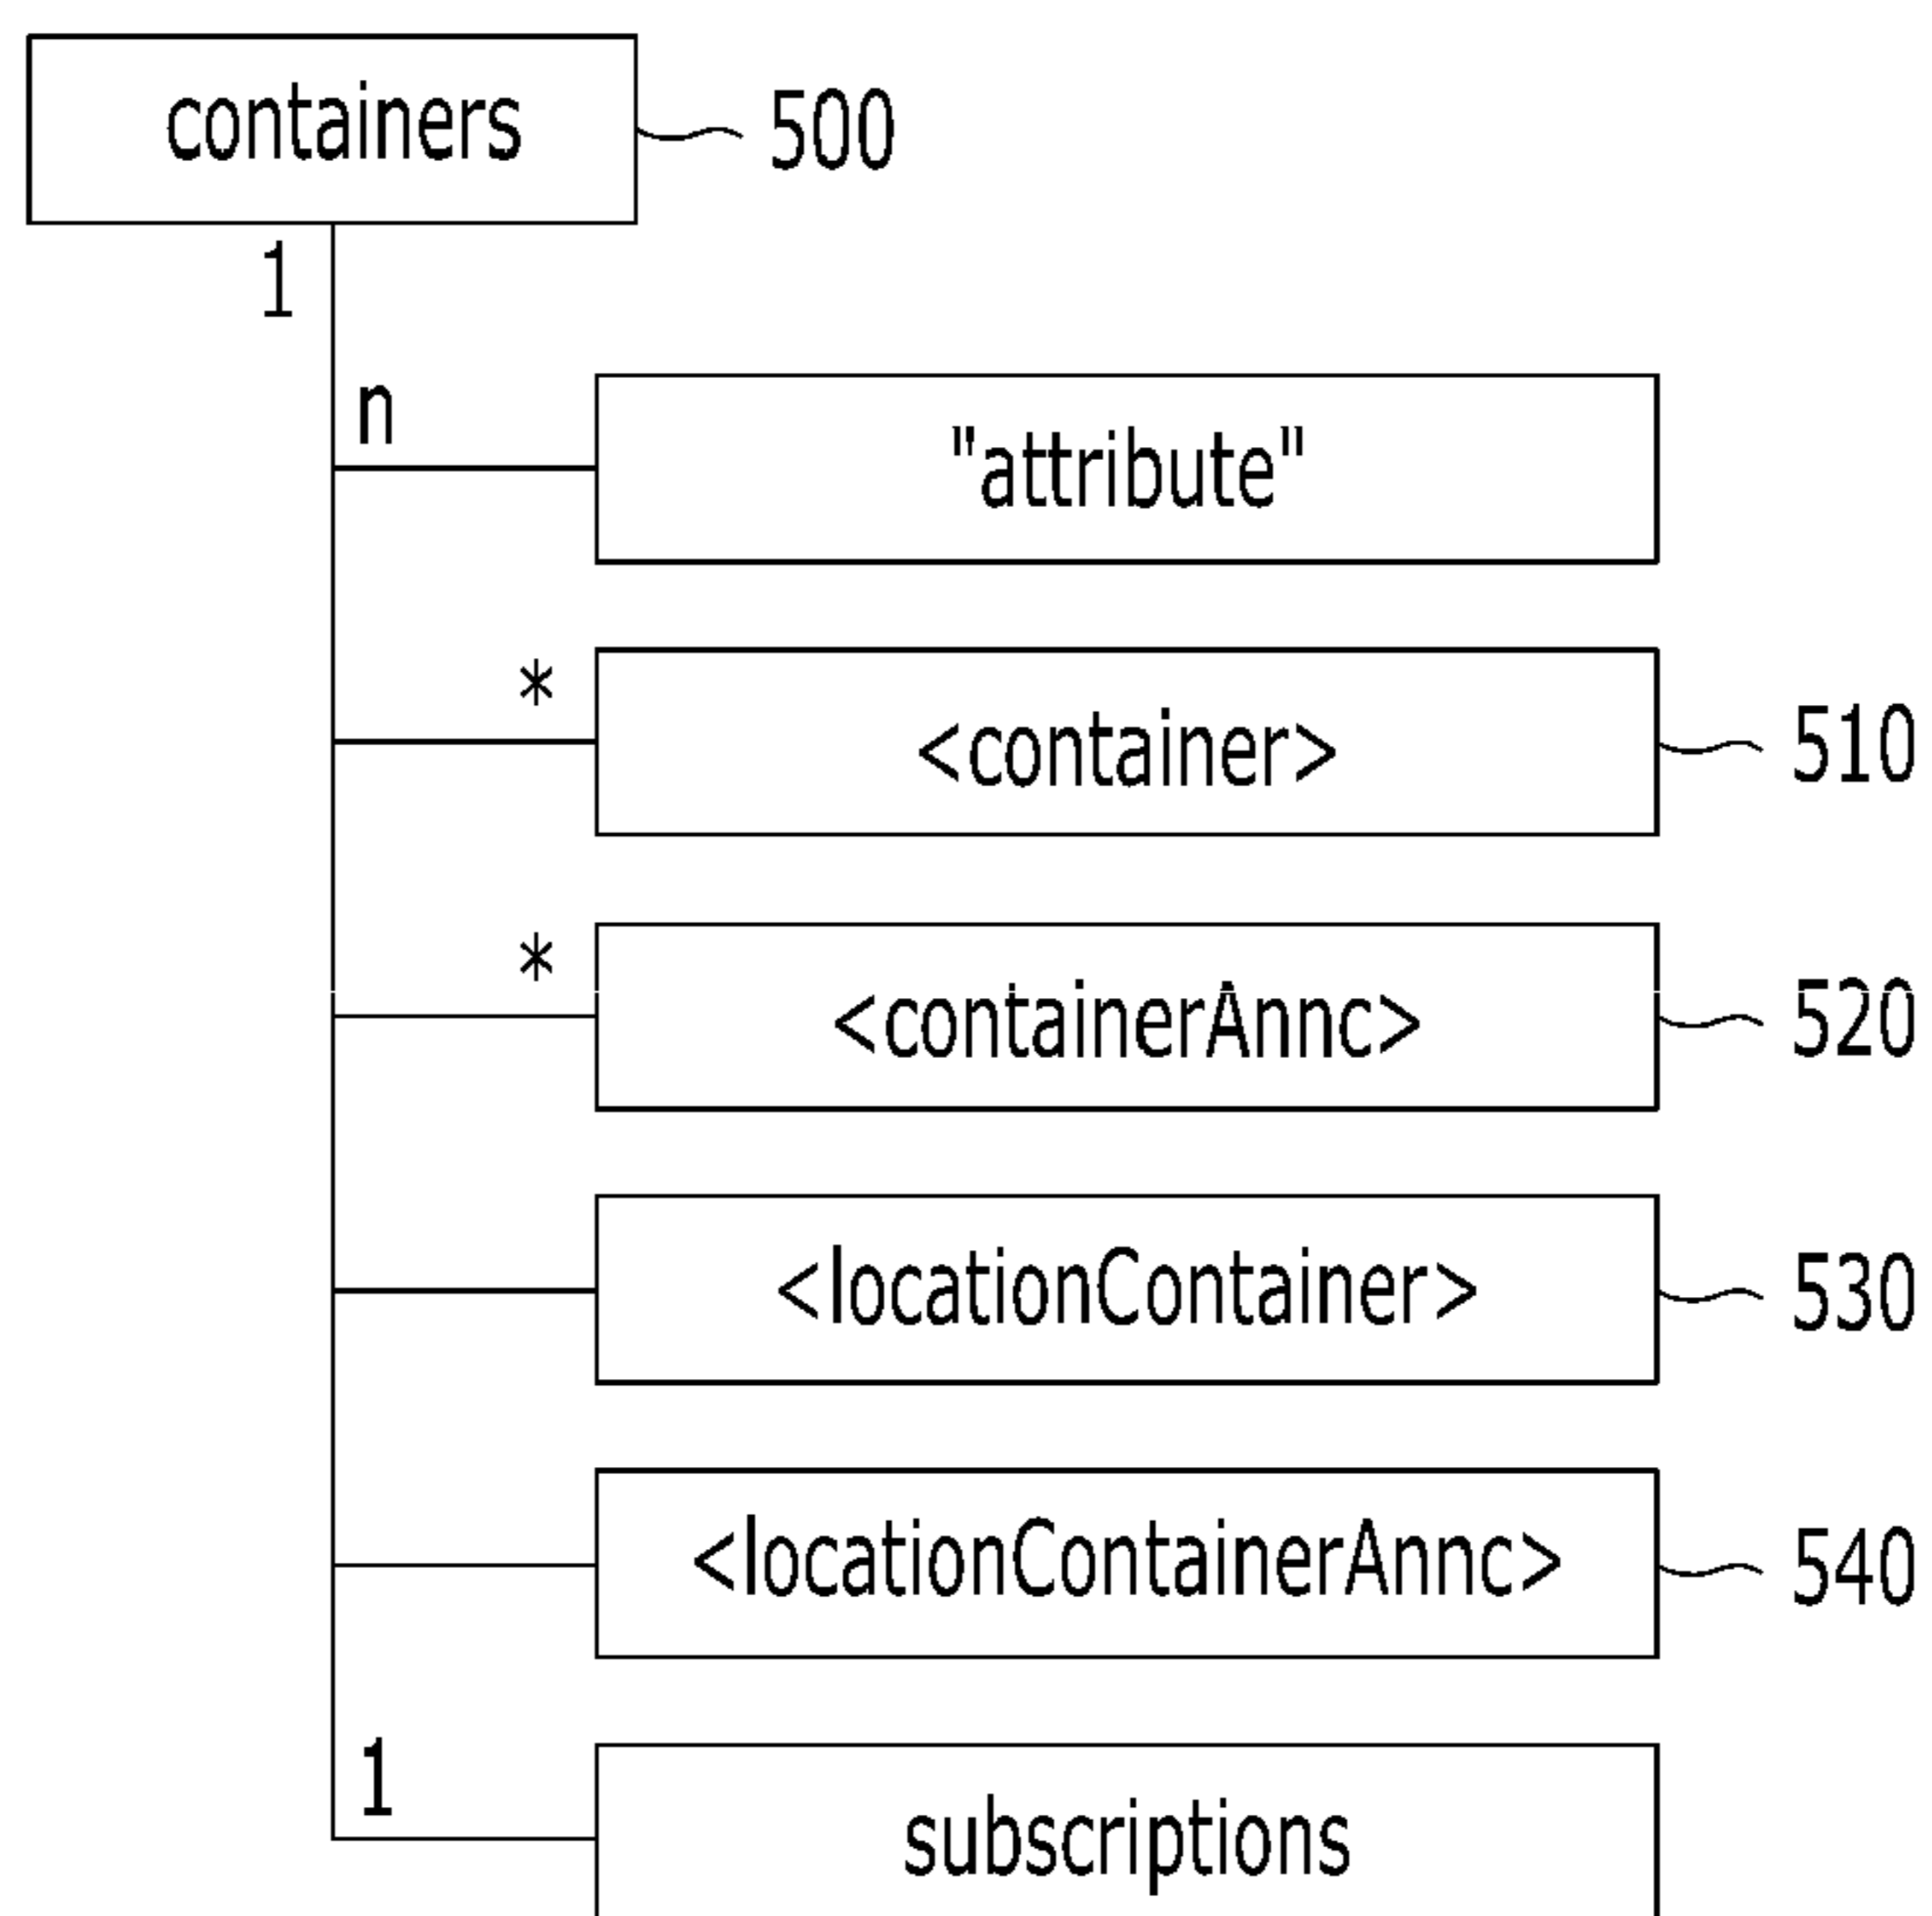 containers 500
1
n
"attribute"
*
<container> 510
*
<containerAnnc> 520
<locationContainer> 530
<locationContainerAnnc> 540
1
subscriptions